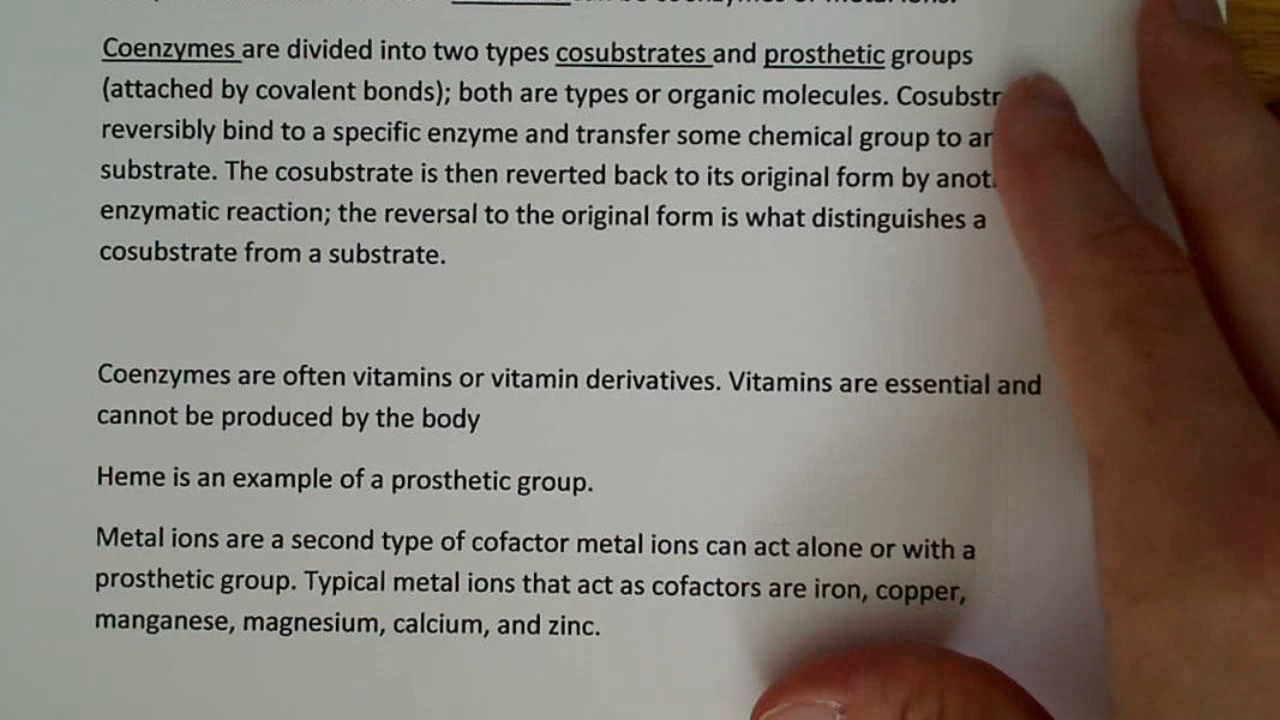 Coenzymes are divided into two types cosubstrates and prosthetic groups
(attached by covalent bonds); both are types or organic molecules.
reversibly bind to a specific enzyme and transfer some chemical group to
substrate. The cosubstrate is then reverted back to its original form by
enzymatic reaction; the reversal to the original form is what distinguishes a
cosubstrate from a substrate.
Coenzymes are often vitamins or vitamin derivatives. Vitamins are essential and
cannot be produced by the body
Heme is an example of a prosthetic group.
Metal ions are a second type of cofactor metal ions can act alone or with a
prosthetic group. Typical metal ions that act as cofactors are iron, copper,
manganese, magnesium, calcium, and zinc.